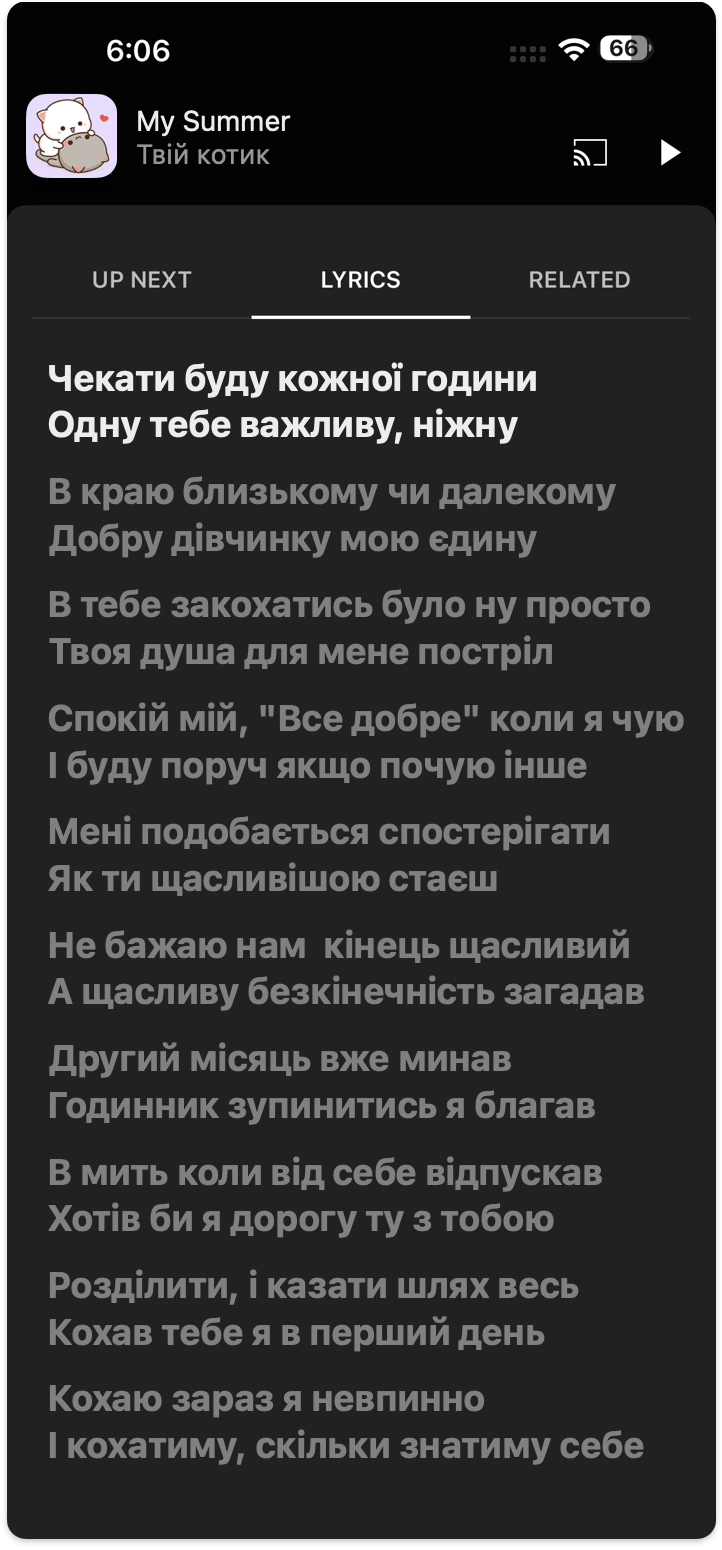 6:06
66
My Summer
Твій котик
UP NEXT
LYRICS
RELATED
Чекати буду кожної години
Одну тебе важливу, ніжну
В краю близькому чи далекому
Добру дівчинку мою єдину
В тебе закохатись було ну просто
Твоя душа для мене постріл
Спокій мій, "Все добре" коли я чую
І буду поруч якщо почую інше
Мені подобається спостерігати
Як ти щасливішою стаєш
Не бажаю нам  кінець щасливий
А щасливу безкінечність загадав
Другий місяць вже минав
Годинник зупинитись я благав
В мить коли від себе відпускав
Хотів би я дорогу ту з тобою
Розділити, і казати шлях весь
Кохав тебе я в перший день
Кохаю зараз я невпинно
І кохатиму, скільки знатиму себе